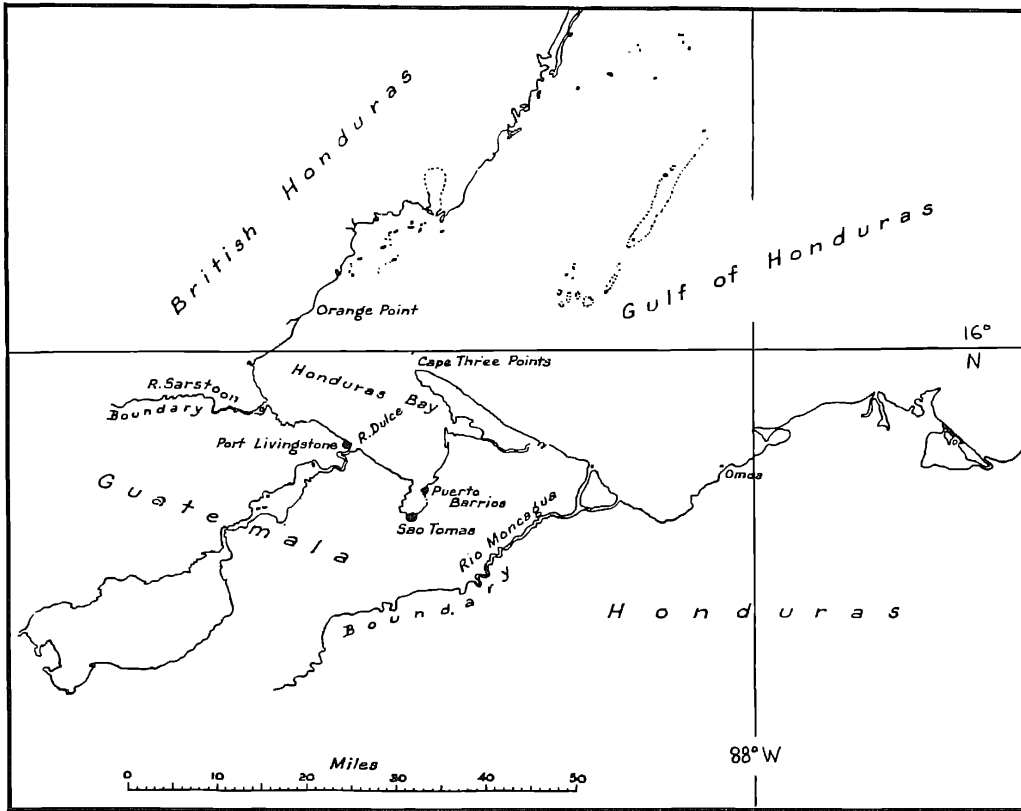 British Honduras
Gulf of Honduras
Orange Point
16°
N
Cape Three Points
Honduras Bay
R. Sarstoon
Boundary
R. Dulce
Port Livingstone
Guatemala
Puerto
Barrios
Sao Tomas
Omoa
Rio Moncagua
Boundary
Honduras
88° W
Miles
0 10 20 30 40 50